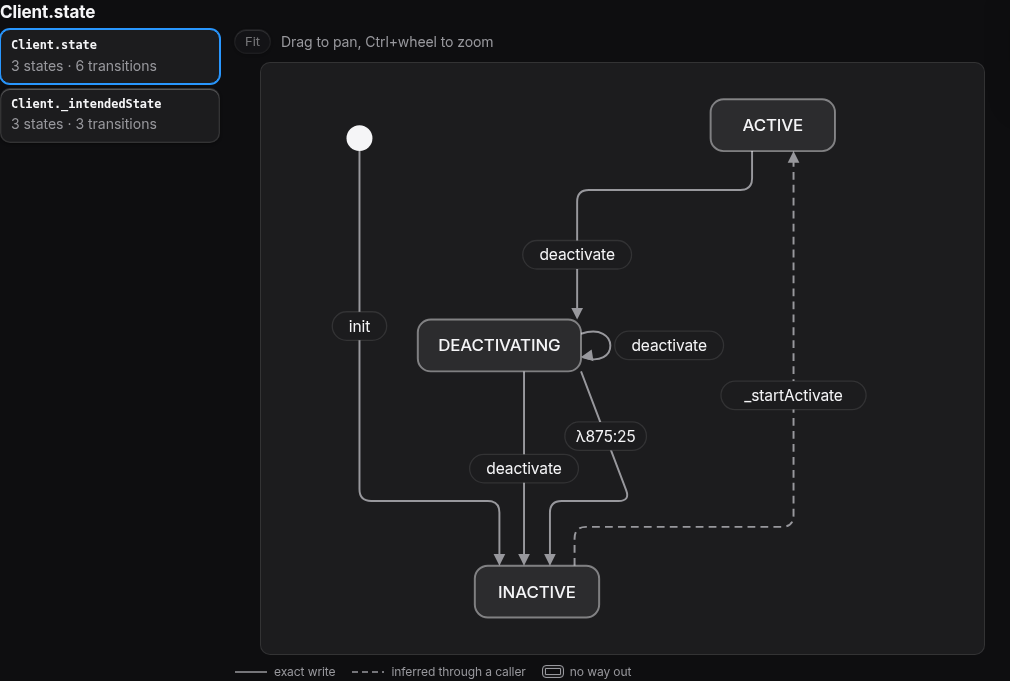 Client.state
Client.state
3 states · 6 transitions
Client._intendedState
3 states · 3 transitions
Fit
Drag to pan, Ctrl+wheel to zoom
ACTIVE
deactivate
init
DEACTIVATING
deactivate
_startActivate
λ875:25
deactivate
INACTIVE
exact write
inferred through a caller
no way out